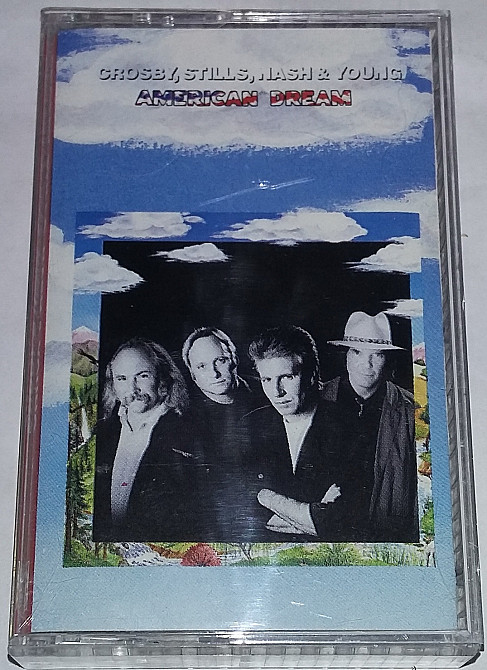 CROSBY, STILLS, NASH & YOUNG
AMERICAN DREAM